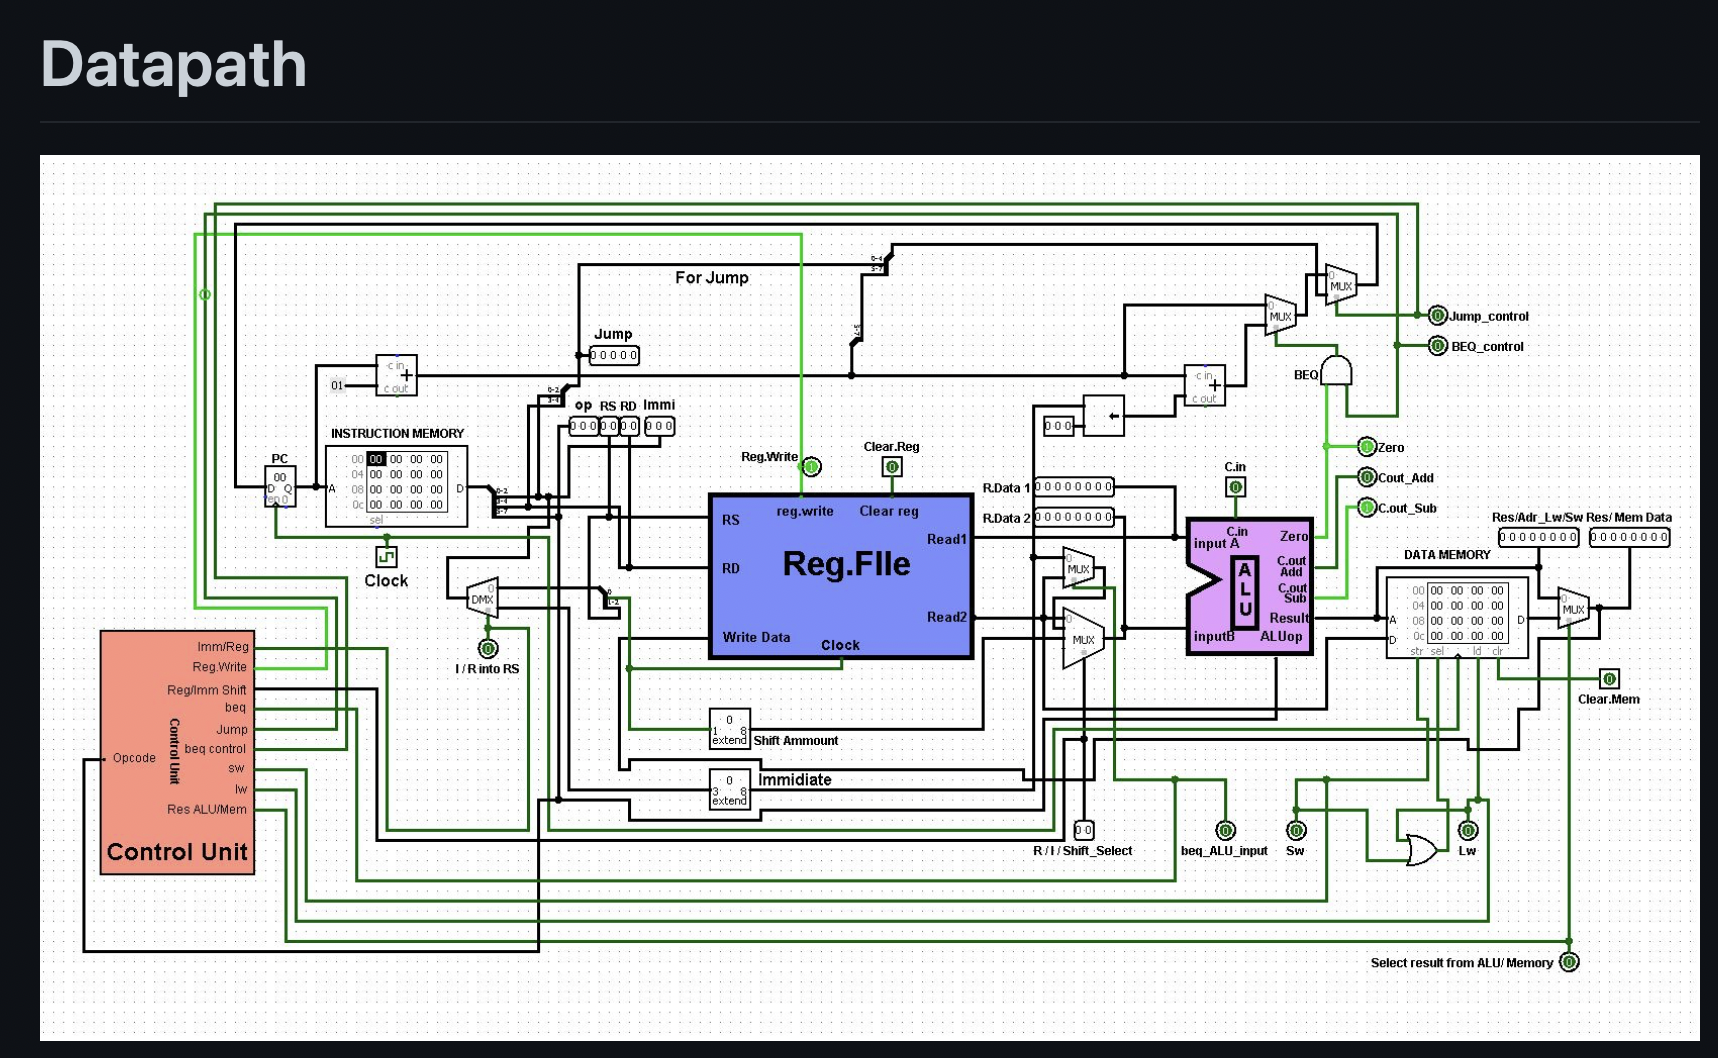 Datapath
For Jump
MUX
MUX
Jump_control
BEQ_control
Jump
0 0 0 0 0
c in
+
c out
01
BEQ
c in
+
c out
op RS RD Immi
0 0 0 0 0 0 0 0 0 0
0 0 0
INSTRUCTION MEMORY
00 00 00 00 00
04 00 00 00 00
08 00 00 00 00
0c 00 00 00 00
A
D
sel
PC
00
D Q
en 0
Reg.Write
1
Clear.Reg
0
C.in
0
Zero
Cout_Add
C.out_Sub
R.Data 1
0 0 0 0 0 0 0 0
R.Data 2
0 0 0 0 0 0 0 0
reg.write
Clear reg
RS
RD
Read1
Reg.FIle
Read2
Write Data
Clock
C.in
input A
Zero
C.out
Add
C.out
Sub
Result
inputB
ALUop
ALU
Res/Adr_Lw/Sw Res/ Mem Data
0 0 0 0 0 0 0 0 0 0 0 0 0 0 0 0
DATA MEMORY
00 00 00 00 00
04 00 00 00 00
08 00 00 00 00
0c 00 00 00 00
A
D
D
str sel ld clr
MUX
Clear.Mem
Clock
DMX
0
I / R into RS
MUX
MUX
0
1 8
extend
Shift Ammount
0
3 8
extend
Immidiate
Imm/Reg
Reg.Write
Reg/Imm Shift
beq
Jump
beq control
sw
lw
Res ALU/Mem
Opcode
Control Unit
Control Unit
0 0
R / I / Shift_Select
beq_ALU_input
Sw
Lw
Select result from ALU/ Memory